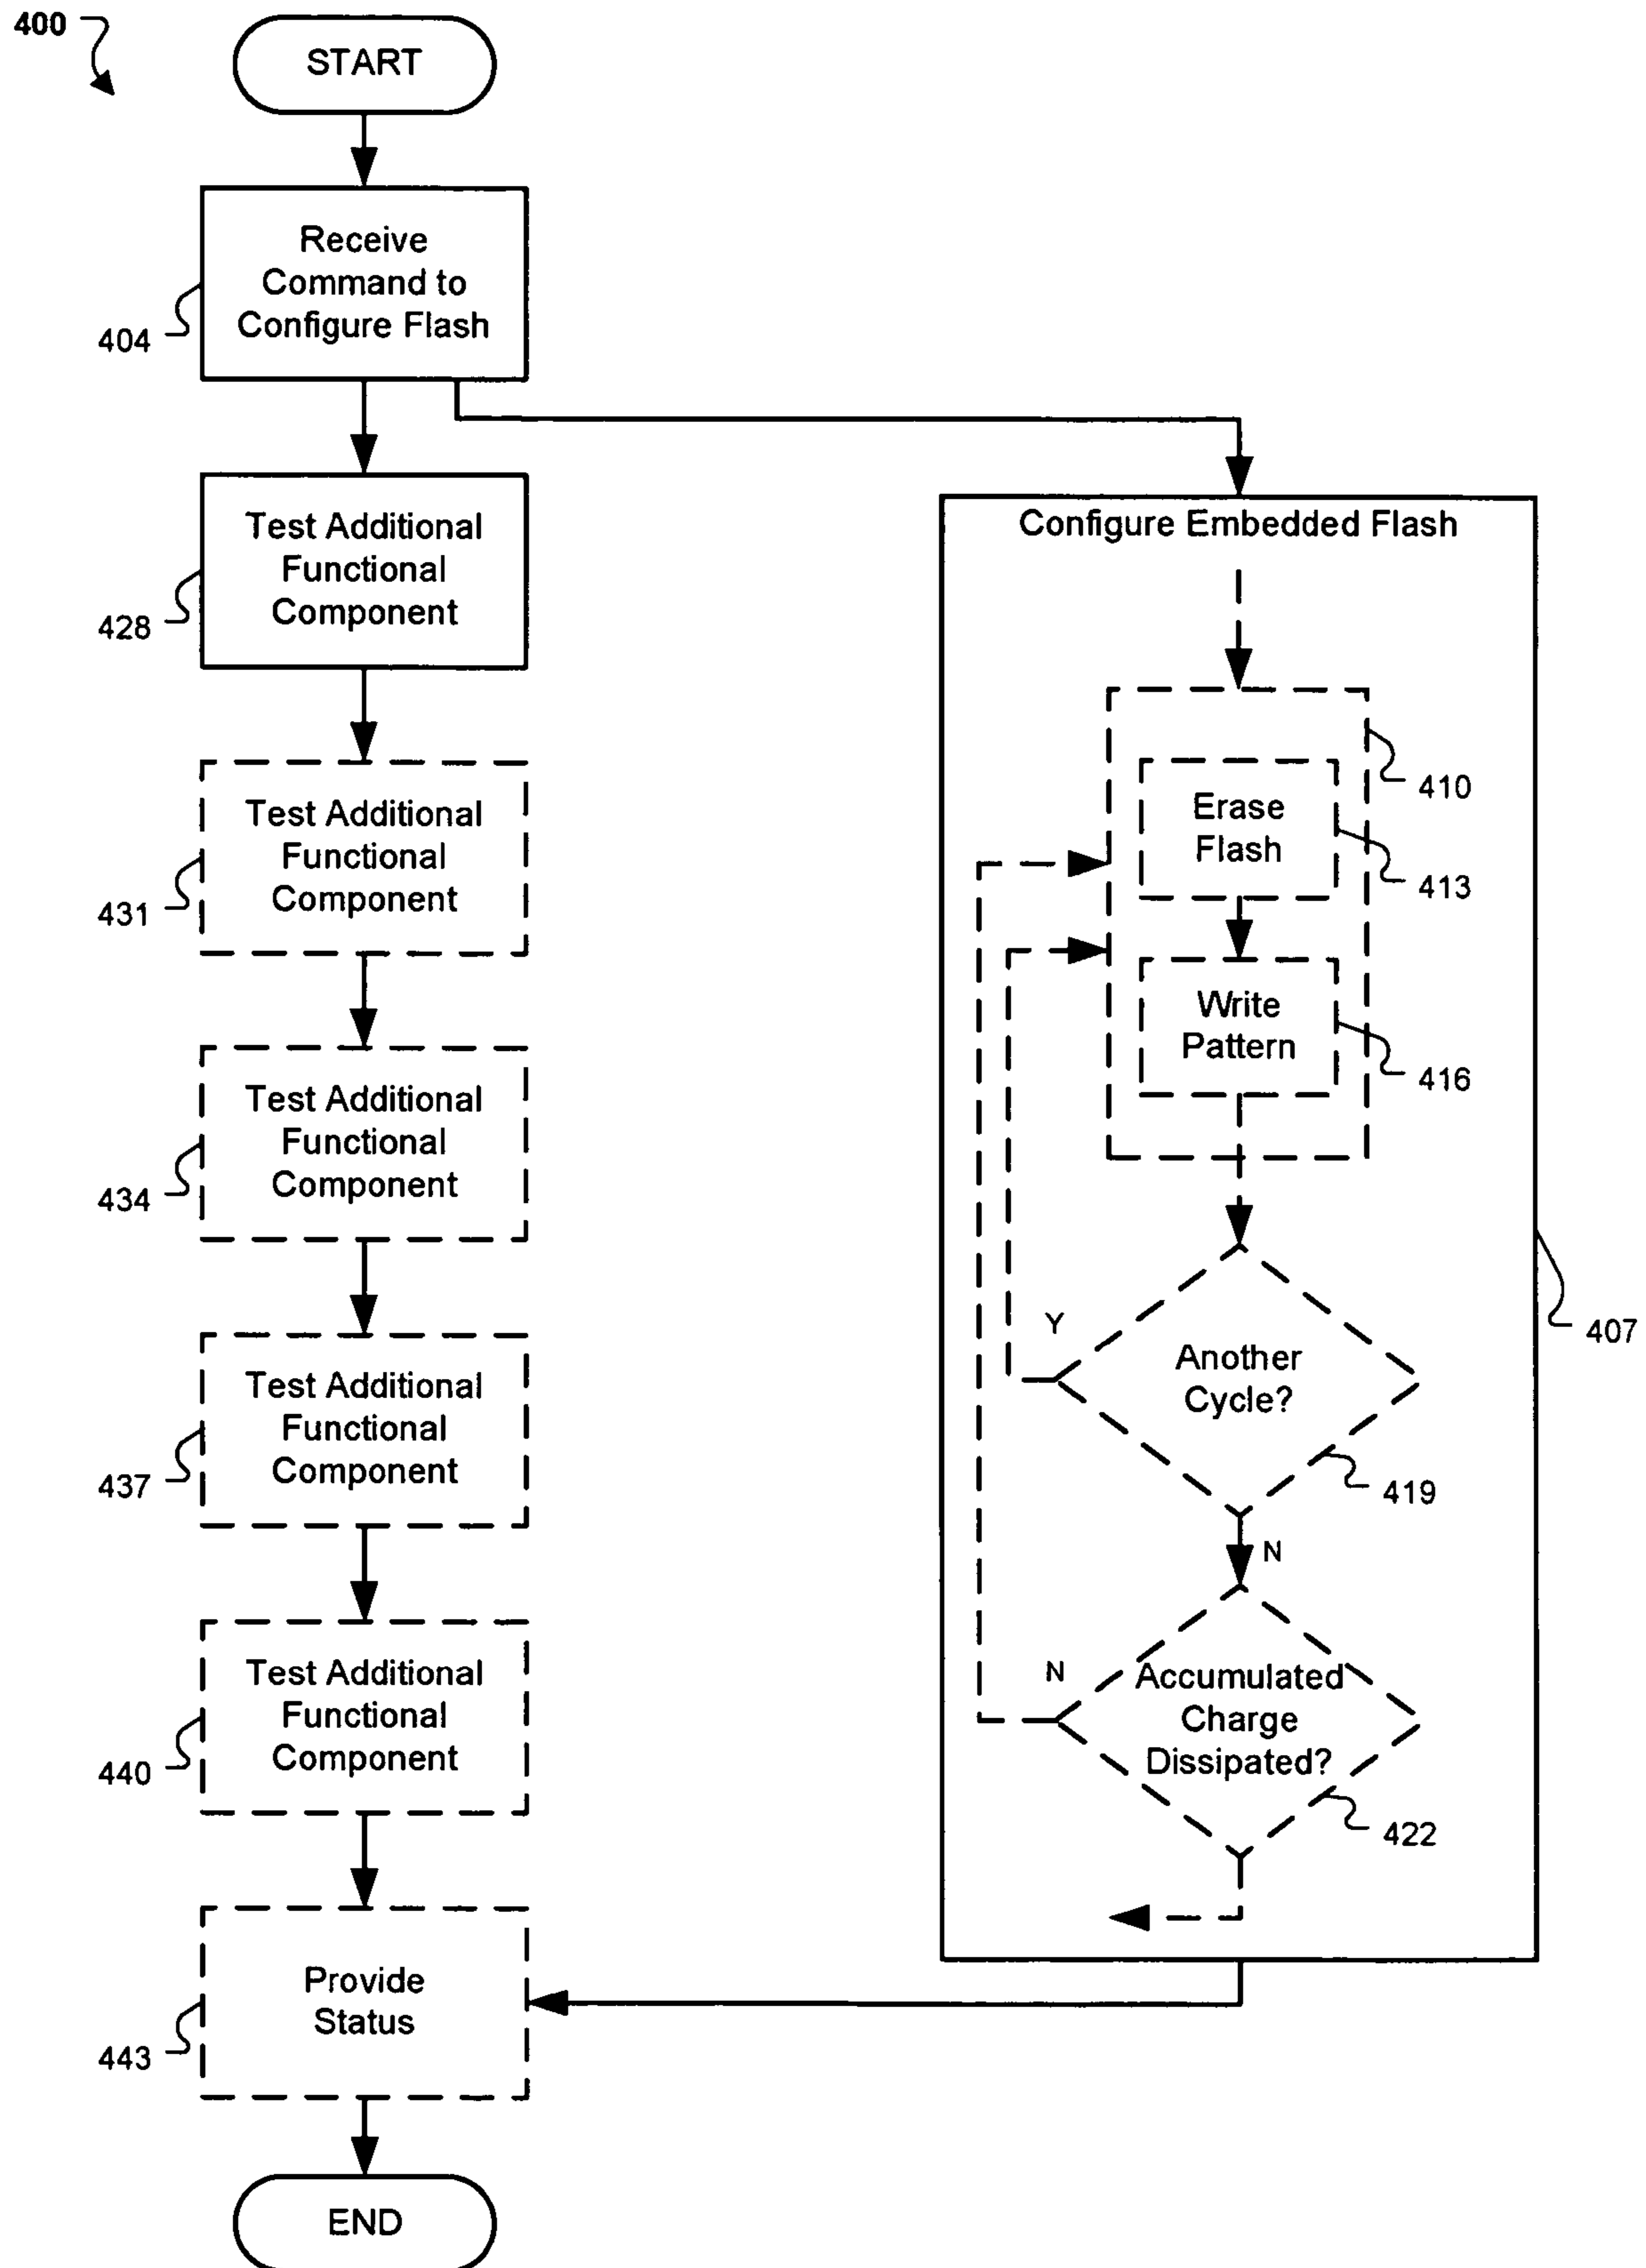 400
START
Receive
Command to
Configure Flash
404
Test Additional
Functional
Component
428
Test Additional
Functional
Component
431
Test Additional
Functional
Component
434
Test Additional
Functional
Component
437
Test Additional
Functional
Component
440
Provide
Status
443
END
Configure Embedded Flash
410
Erase
Flash
413
Write
Pattern
416
407
Y
Another
Cycle?
419
N
N
Accumulated
Charge
Dissipated?
422